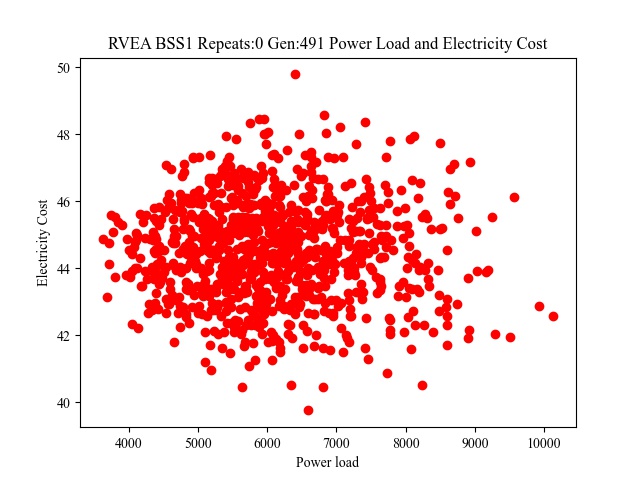 RVEA BSS1 Repeats:0 Gen:491 Power Load and Electricity Cost
50
48
46
44
42
40
Electricity Cost
4000 5000 6000 7000 8000 9000 10000
Power load